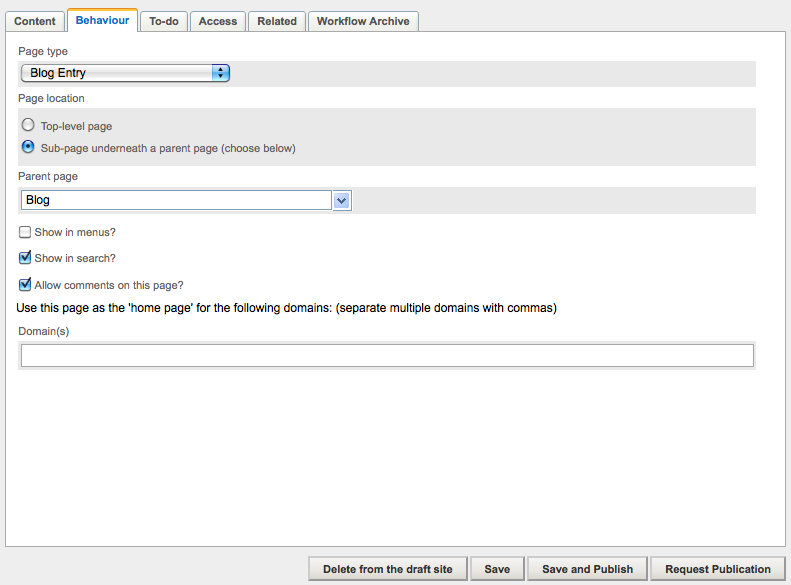 Content Behaviour To-do Access Related Workflow Archive
Page type
Blog Entry
Page location
Top-level page
Sub-page underneath a parent page (choose below)
Parent page
Blog
Show in menus?
Show in search?
Allow comments on this page?
Use this page as the 'home page' for the following domains: (separate multiple domains with commas)
Domain(s)
Delete from the draft site Save Save and Publish Request Publication